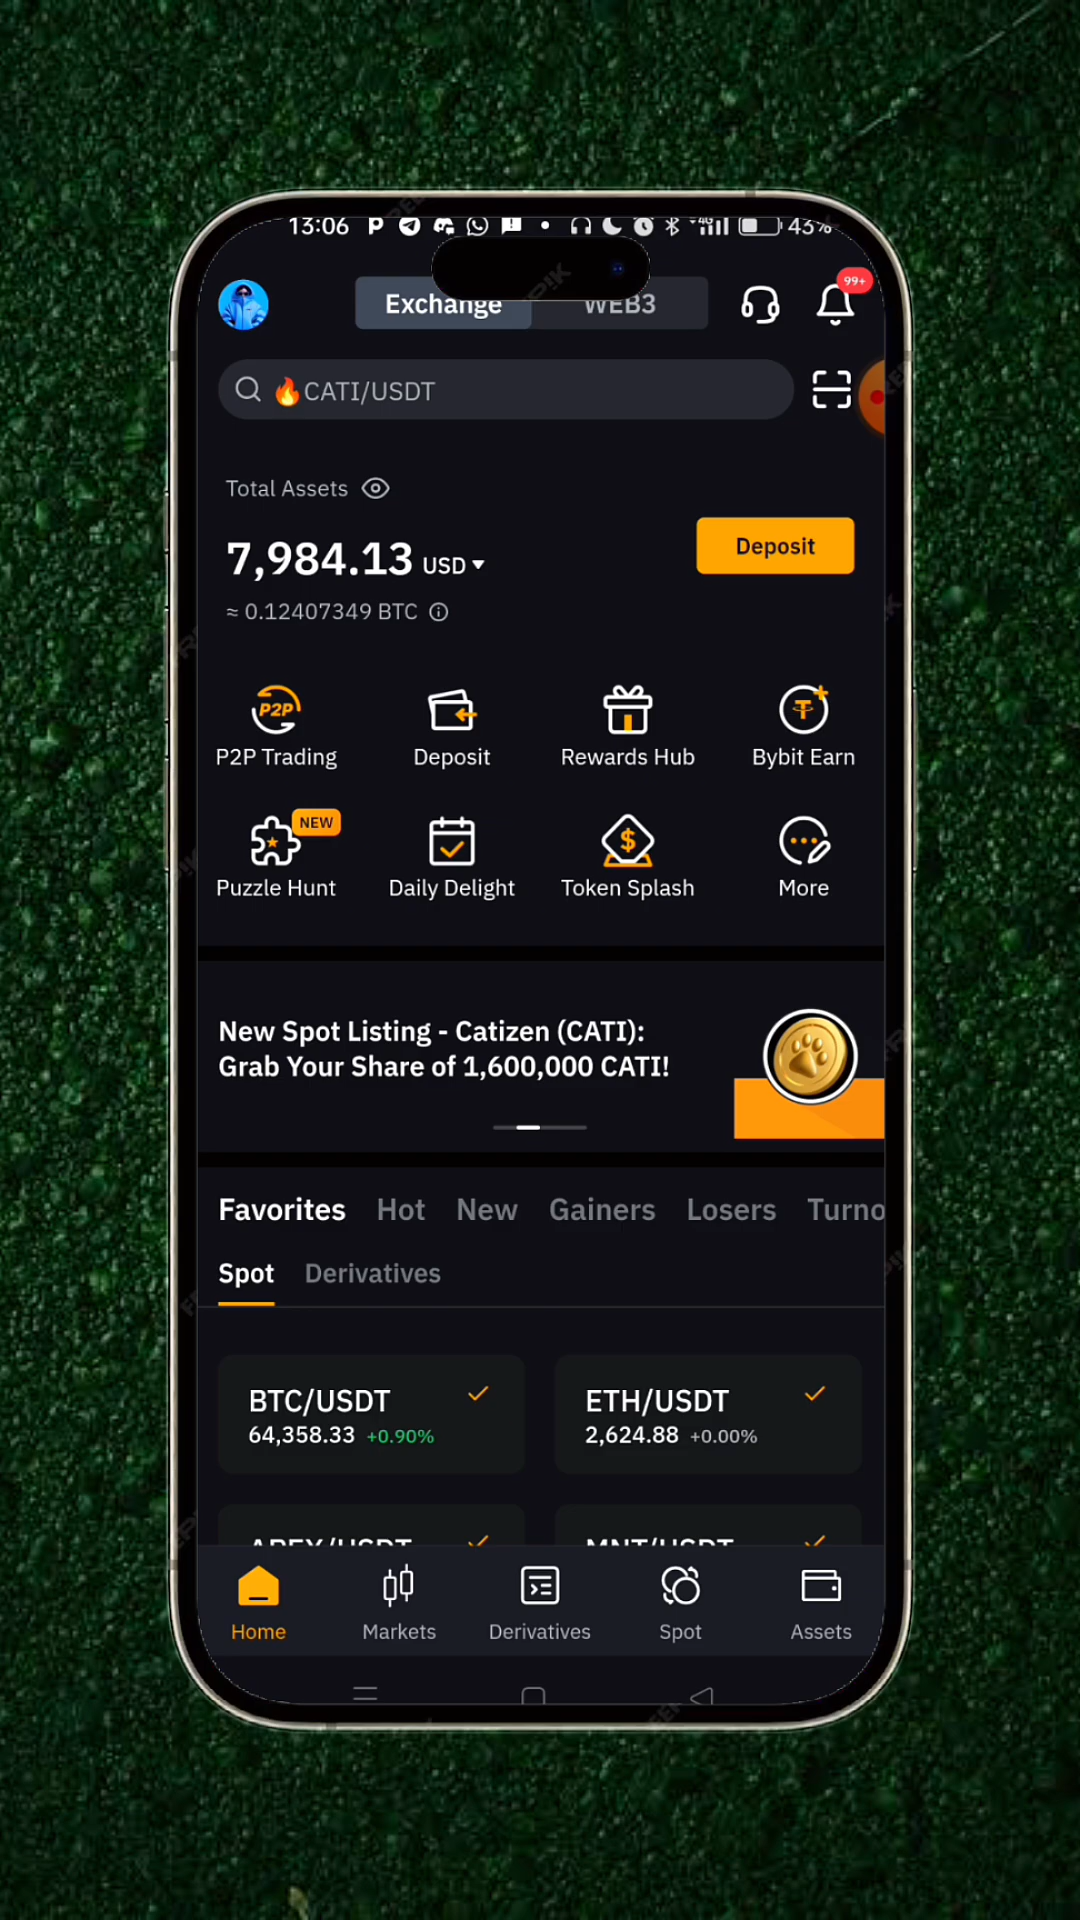 13:06 P 4G 43%
Exchange WEB3
99+
CATI/USDT
Total Assets
7,984.13 USD
Deposit
≈ 0.12407349 BTC
P2P
P2P Trading Deposit Rewards Hub Bybit Earn
NEW
Puzzle Hunt Daily Delight Token Splash More
New Spot Listing - Catizen (CATI):
Grab Your Share of 1,600,000 CATI!
Favorites Hot New Gainers Losers Turno
Spot Derivatives
BTC/USDT ETH/USDT
64,358.33 +0.90% 2,624.88 +0.00%
APEX/USDT MNT/USDT
Home Markets Derivatives Spot Assets